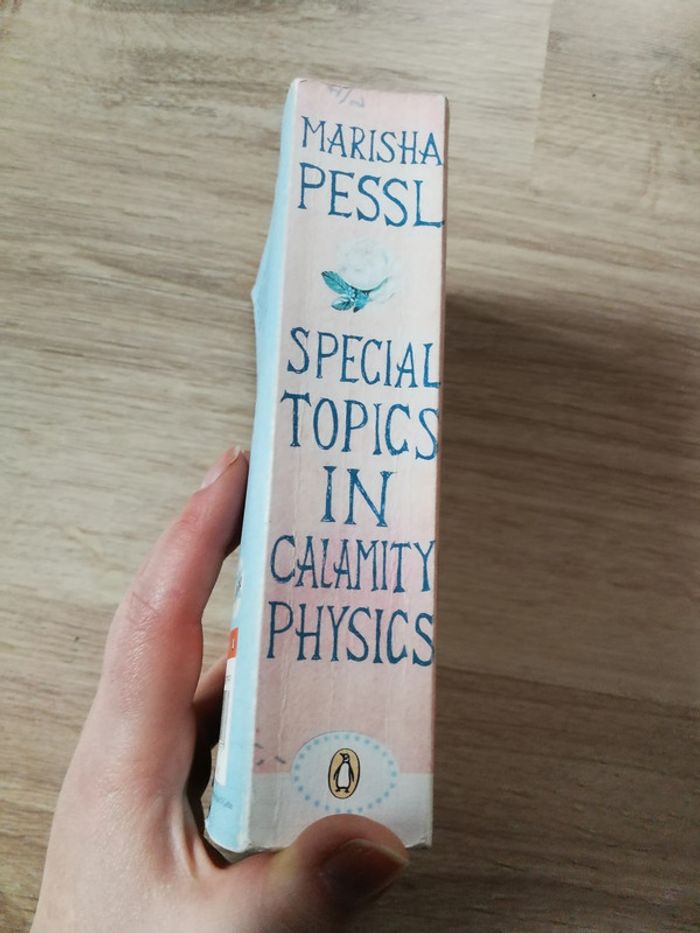 MARISHA
PESSL
SPECIAL
TOPICS
IN
CALAMITY
PHYSICS